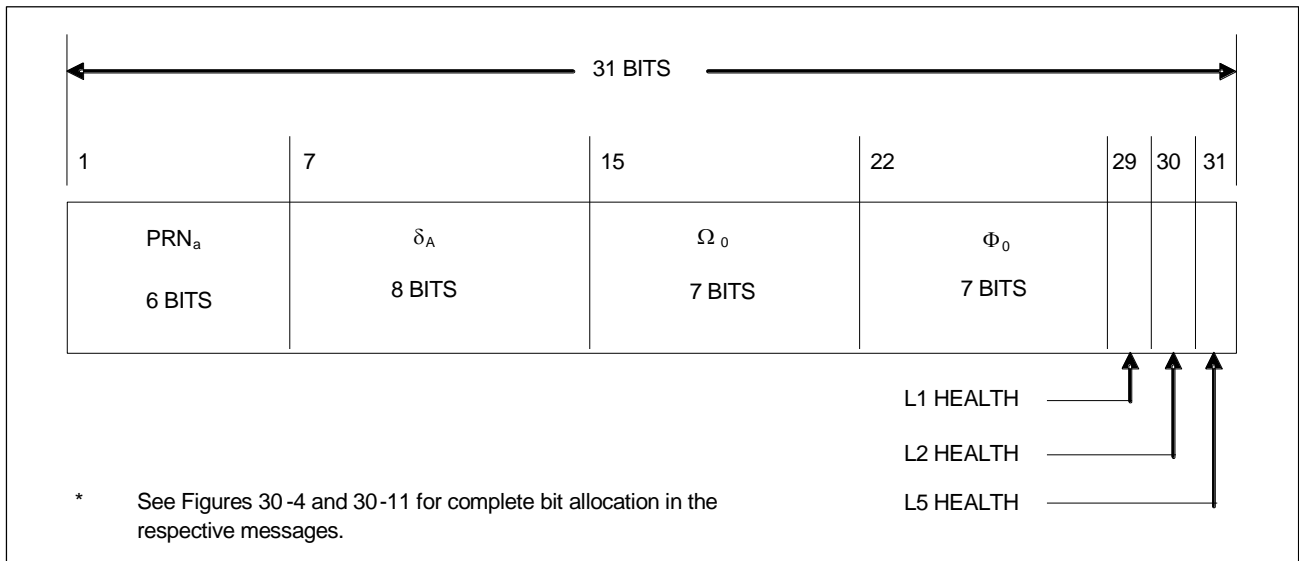 31 BITS
1 7 15 22 29 30 31
PRNₐ δ_A Ω₀ Φ₀
6 BITS 8 BITS 7 BITS 7 BITS
L1 HEALTH
L2 HEALTH
L5 HEALTH
* See Figures 30-4 and 30-11 for complete bit allocation in the
respective messages.